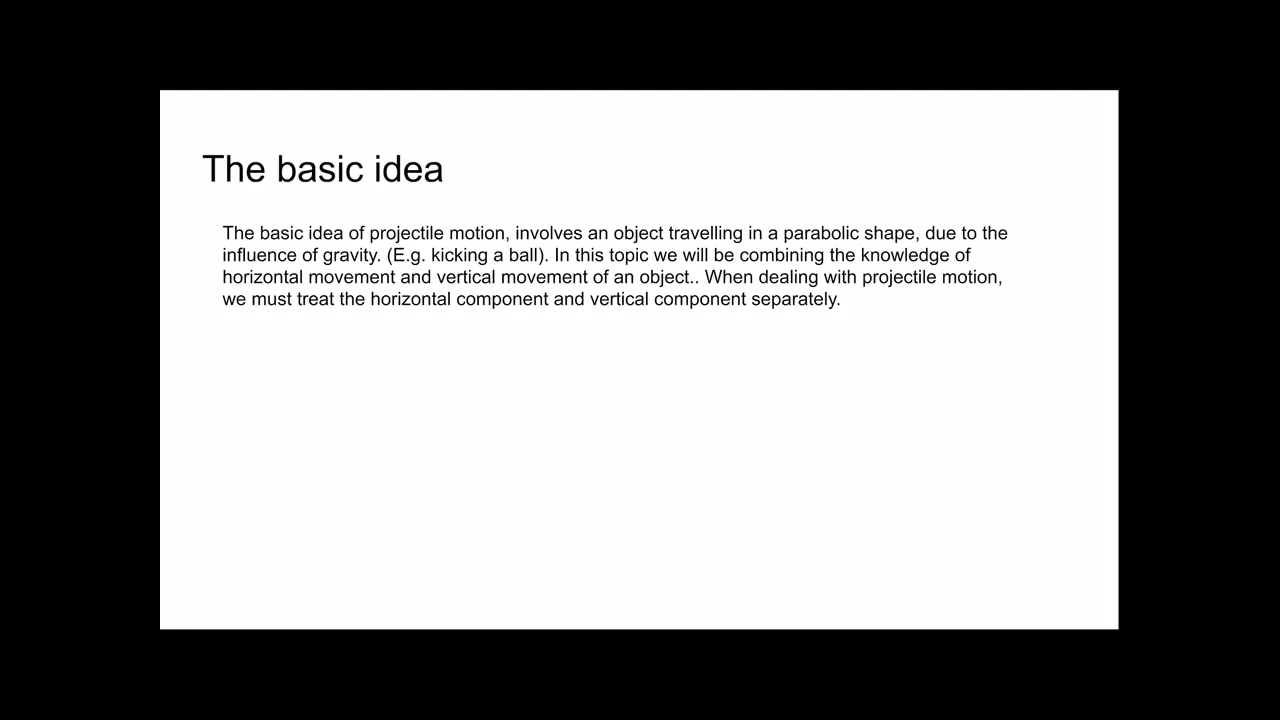 The basic idea
The basic idea of projectile motion, involves an object travelling in a parabolic shape, due to the
influence of gravity. (E.g. kicking a ball). In this topic we will be combining the knowledge of
horizontal movement and vertical movement of an object.. When dealing with projectile motion,
we must treat the horizontal component and vertical component separately.